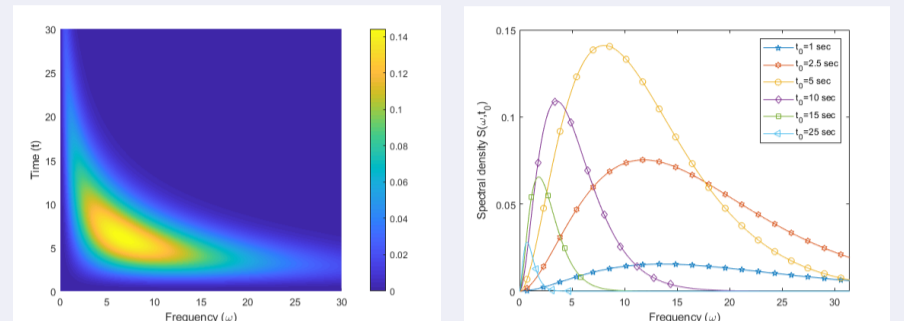 30
25
20
15
10
5
0
Time (t)
0 5 10 15 20 25 30
Frequency (ω)
0.14
0.12
0.1
0.08
0.06
0.04
0.02
0
0.15
0.1
0.05
0
Spectral density S(ω,t₀)
0 5 10 15 20 25 30
Frequency (ω)
t₀=1 sec
t₀=2.5 sec
t₀=5 sec
t₀=10 sec
t₀=15 sec
t₀=25 sec